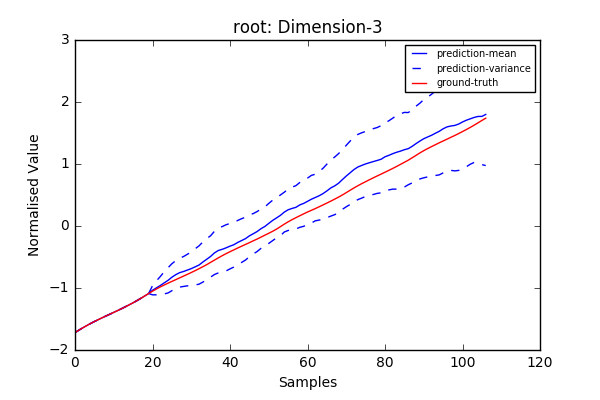 root: Dimension-3
3
2
1
0
−1
−2
Normalised Value
prediction-mean
prediction-variance
ground-truth
0 20 40 60 80 100 120
Samples